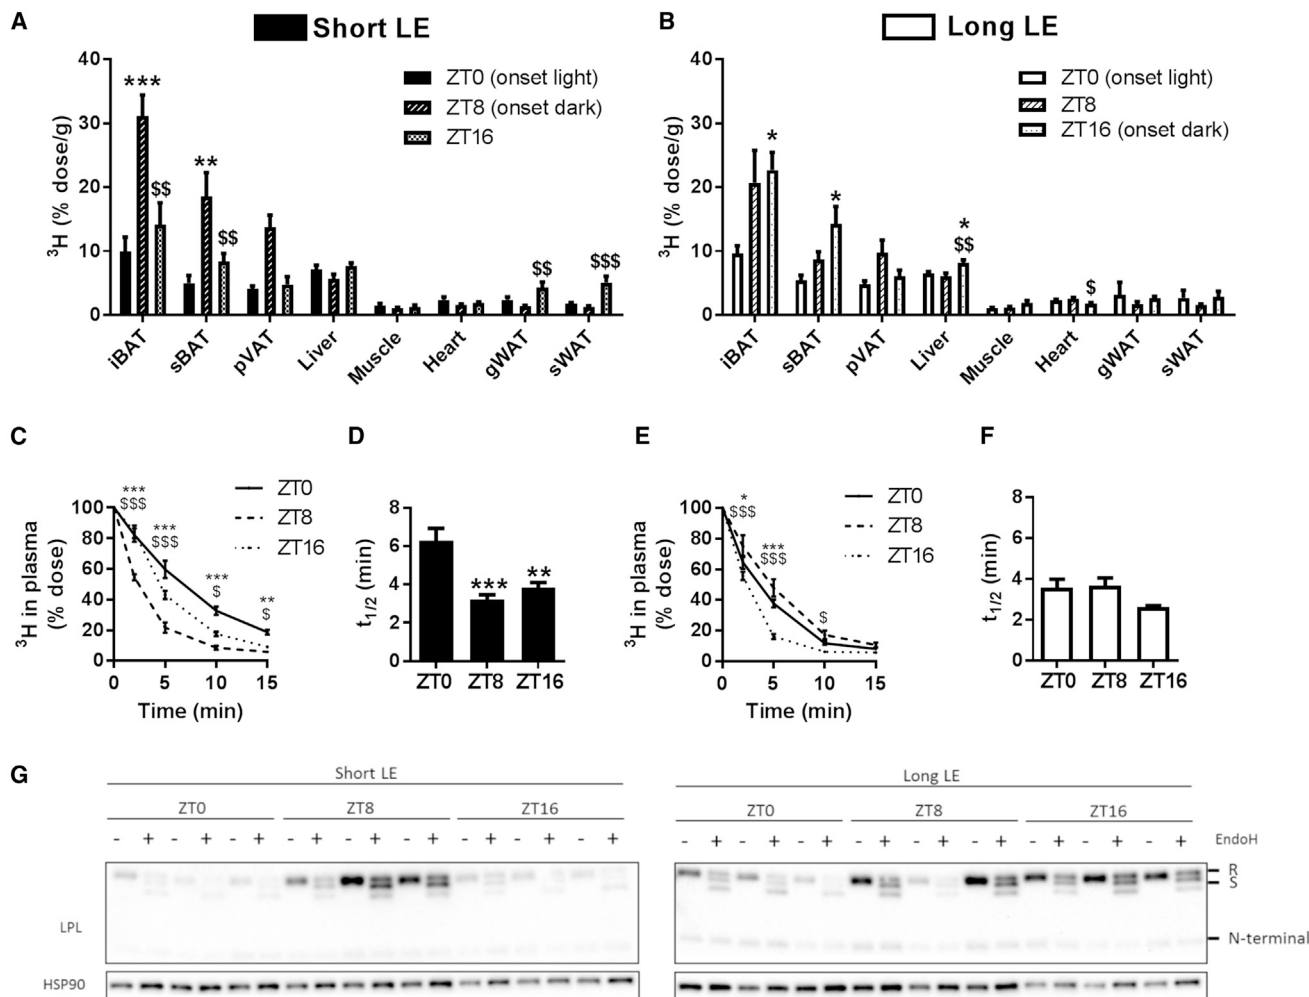 A
Short LE
40
30
20
10
0
³H (% dose/g)
ZT0 (onset light)
ZT8 (onset dark)
ZT16
***
$$
**
$$
$$
$$$
iBAT
sBAT
pVAT
Liver
Muscle
Heart
gWAT
sWAT
B
Long LE
40
30
20
10
0
³H (% dose/g)
ZT0 (onset light)
ZT8
ZT16 (onset dark)
*
*
*
$$
$
iBAT
sBAT
pVAT
Liver
Muscle
Heart
gWAT
sWAT
C
100
80
60
40
20
0
³H in plasma
(% dose)
***
$$$
***
$$$
***
$
**
$
ZT0
ZT8
ZT16
0
5
10
15
Time (min)
D
8
6
4
2
0
t1/2 (min)
***
**
ZT0
ZT8
ZT16
E
100
80
60
40
20
0
³H in plasma
(% dose)
*
$$$
***
$$$
$
ZT0
ZT8
ZT16
0
5
10
15
Time (min)
F
8
6
4
2
0
t1/2 (min)
ZT0
ZT8
ZT16
G
Short LE
ZT0 ZT8 ZT16
- + - + - + - + - + - + - + - + - +
Long LE
ZT0 ZT8 ZT16
- + - + - + - + - + - + - + - + - +
EndoH
R
S
LPL
N-terminal
HSP90